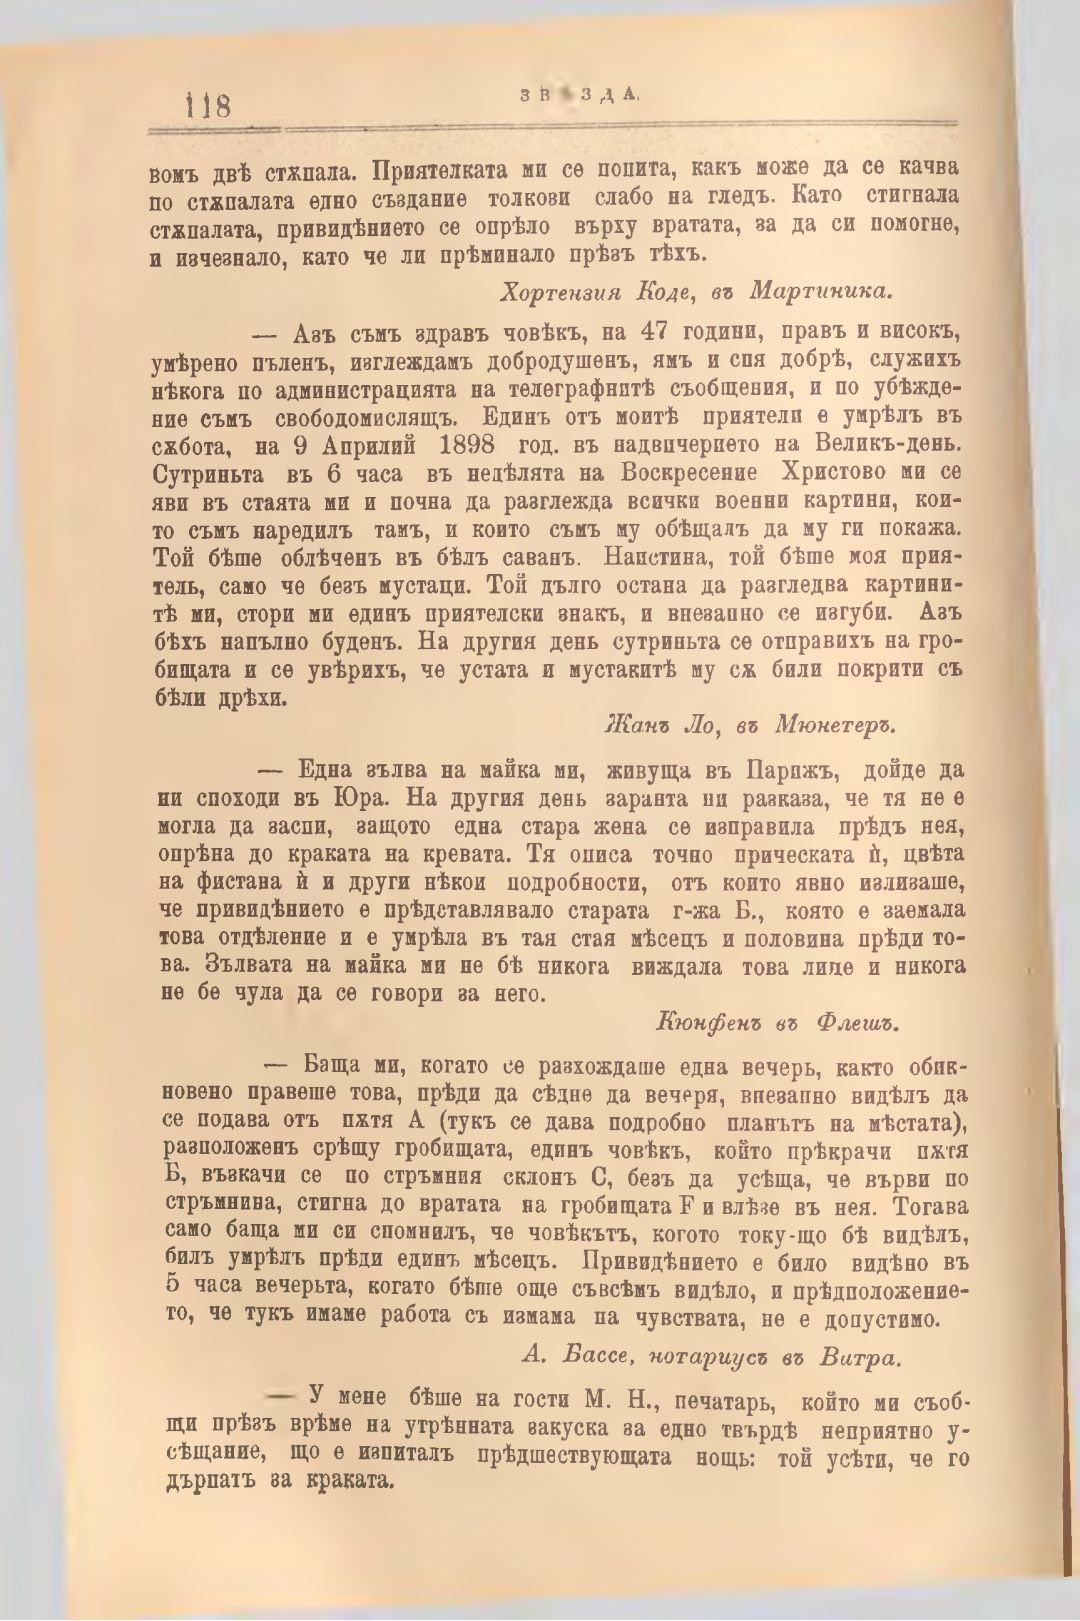 118
ЗВѢЗДА.
вомъ двѣ стѫпала. Приятелката ми се попита, какъ може да се качва
по стѫпалата едно създание толкови слабо на гледъ. Като стигнала
стѫпалата, привидѣнието се опрѣло върху вратата, за да си помогне,
и изчезнало, като че ли прѣминало прѣзъ тѣхъ.
Хортензия Коде, въ Мартиника.
— Азъ съмъ здравъ човѣкъ, на 47 години, правъ и високъ,
умѣрено пъленъ, изглеждамъ добродушенъ, ямъ и спя добрѣ, служихъ
нѣкога по администрацията на телеграфнитѣ съобщения, и по убѣжде-
ние съмъ свободомислящъ. Единъ отъ моитѣ приятели е умрѣлъ въ
сѫбота, на 9 Априлий 1898 год. въ надвичерието на Великъ-день.
Сутриньта въ 6 часа въ недѣлята на Воскресение Христово ми се
яви въ стаята ми и почна да разглежда всички военни картини, кои-
то съмъ наредилъ тамъ, и които съмъ му обѣщалъ да му ги покажа.
Той бѣше облѣченъ въ бѣлъ саванъ. Наистина, той бѣше моя прия-
тель, само че безъ мустаци. Той дълго остана да разгледва картини-
тѣ ми, стори ми единъ приятелски знакъ, и внезапно се изгуби. Азъ
бѣхъ напълно буденъ. На другия день сутриньта се отправихъ на гро-
бищата и се увѣрихъ, че устата и мустакитѣ му сѫ били покрити съ
бѣли дрѣхи.
Жанъ Ло, въ Мюнетеръ.
— Една зълва на майка ми, живуща въ Парижъ, дойде да
ни споходи въ Юра. На другия день заранта ни разказа, че тя не е
могла да заспи, защото една стара жена се изправила прѣдъ нея,
опрѣна до краката на кревата. Тя описа точно прическата ѝ, цвѣта
на фистана ѝ и други нѣкои подробности, отъ които явно излизаше,
че привидѣнието е прѣдставлявало старата г-жа Б., която е заемала
това отдѣление и е умрѣла въ тая стая мѣсецъ и половина прѣди то-
ва. Зълвата на майка ми не бѣ никога виждала това лице и никога
не бе чула да се говори за него.
Кюнфенъ въ Флешъ.
— Баща ми, когато се разхождаше една вечерь, както обик-
новено правеше това, прѣди да сѣдне да вечеря, внезапно видѣлъ да
се подава отъ пѫтя А (тукъ се дава подробно планътъ на мѣстата),
разположенъ срѣщу гробищата, единъ човѣкъ, който прѣкрачи пѫтя
Б, възкачи се по стръмния склонъ С, безъ да усѣща, че върви по
стръмнина, стигна до вратата на гробищата F и влѣзе въ нея. Тогава
само баща ми си спомнилъ, че човѣкътъ, когото току-що бѣ видѣлъ,
билъ умрѣлъ прѣди единъ мѣсецъ. Привидѣнието е било видѣно въ
5 часа вечерьта, когато бѣше още съвсѣмъ видѣло, и прѣдположение-
то, че тукъ имаме работа съ измама на чувствата, не е допустимо.
А. Бассе, нотариусъ въ Витра.
— У мене бѣше на гости М. Н., печатарь, който ми съоб-
щи прѣзъ врѣме на утрѣнната закуска за едно твърдѣ неприятно у-
сѣщание, що е изпиталъ прѣдшествующата нощь: той усѣти, че го
дърпатъ за краката.